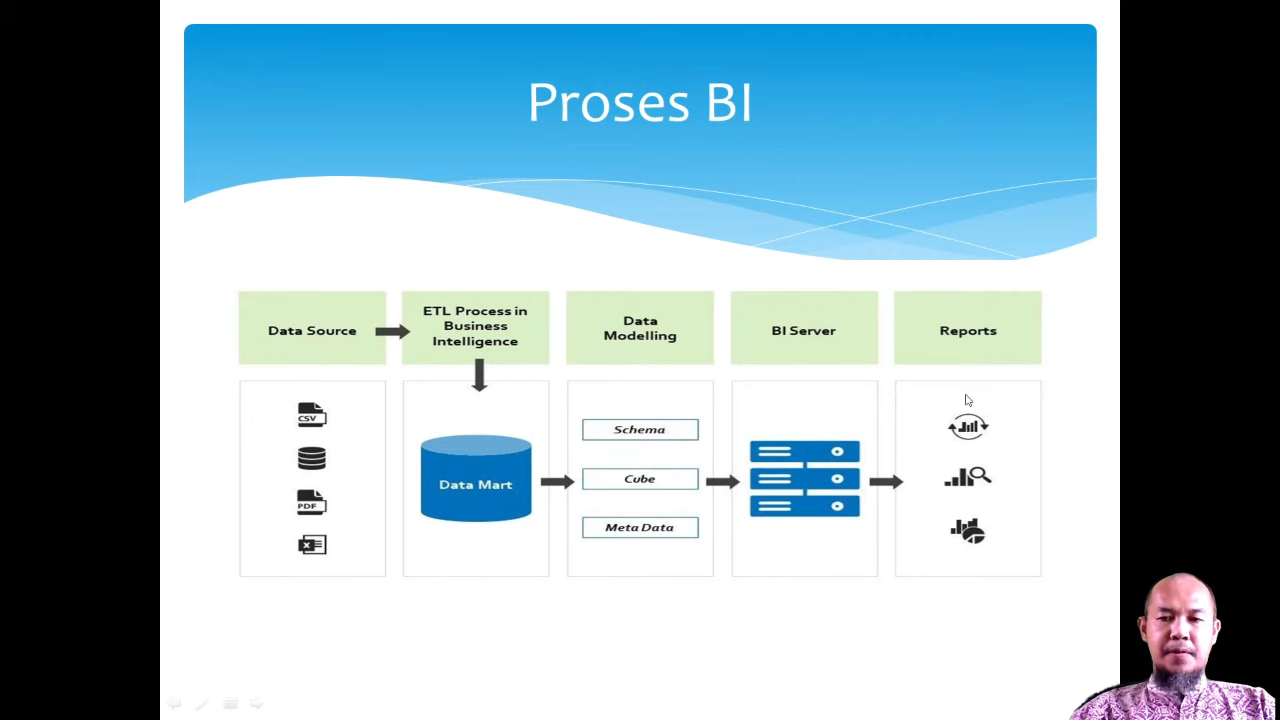 Proses BI
Data Source
ETL Process in
Business
Intelligence
Data
Modelling
BI Server
Reports
CSV
PDF
X
Data Mart
Schema
Cube
Meta Data